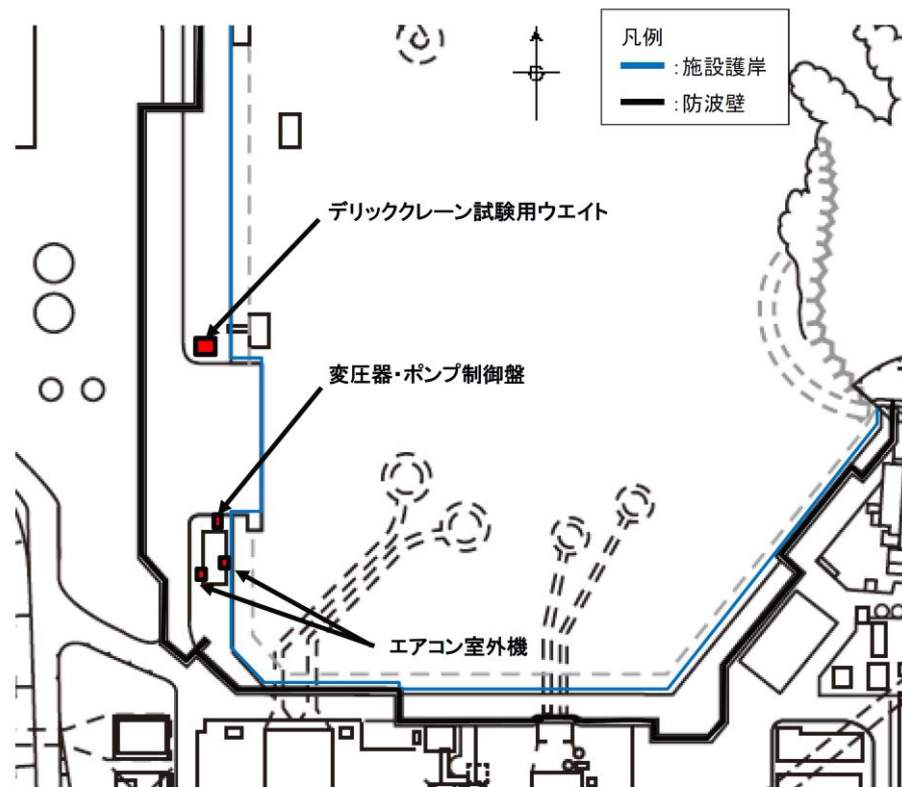 凡例
:施設護岸
:防波壁
デリッククレーン試験用ウエイト
変圧器・ポンプ制御盤
エアコン室外機